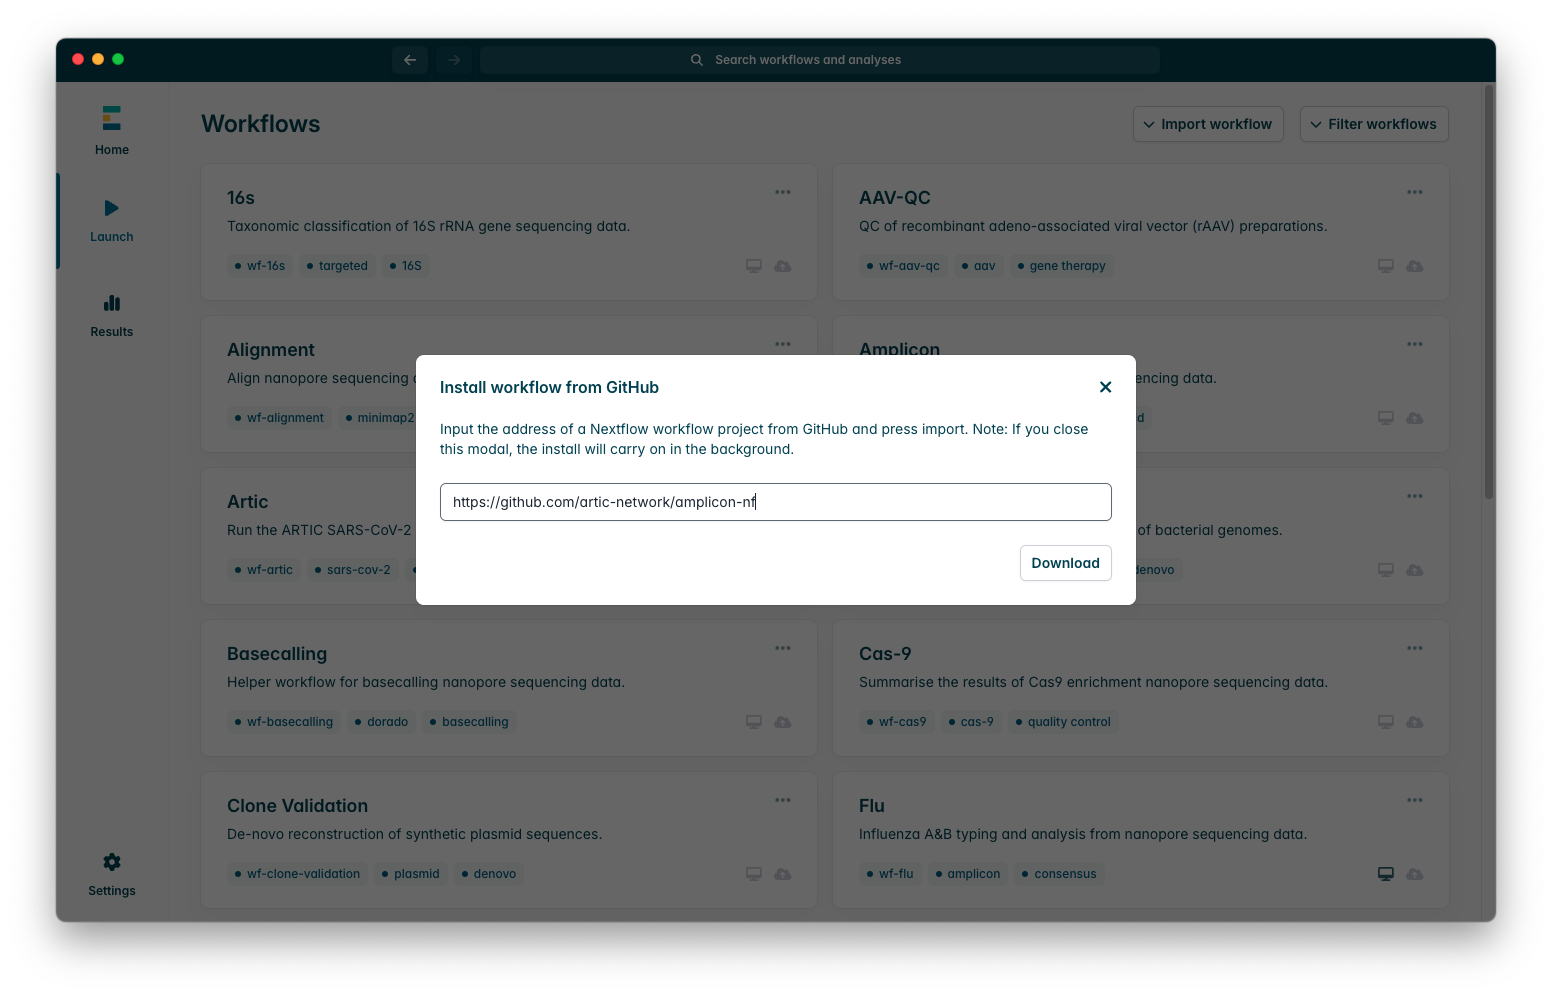 Search workflows and analyses
Home
Launch
Results
Settings
Workflows
Import workflow
Filter workflows
16s
Taxonomic classification of 16S rRNA gene sequencing data.
wf-16s targeted 16S
AAV-QC
QC of recombinant adeno-associated viral vector (rAAV) preparations.
wf-aav-qc aav gene therapy
Alignment
Align nanopore sequencing
wf-alignment minimap2
Amplicon
encing data.
Install workflow from GitHub
Input the address of a Nextflow workflow project from GitHub and press import. Note: If you close
this modal, the install will carry on in the background.
https://github.com/artic-network/amplicon-nf
Download
Artic
Run the ARTIC SARS-CoV-2
wf-artic sars-cov-2
of bacterial genomes.
denovo
Basecalling
Helper workflow for basecalling nanopore sequencing data.
wf-basecalling dorado basecalling
Cas-9
Summarise the results of Cas9 enrichment nanopore sequencing data.
wf-cas9 cas-9 quality control
Clone Validation
De-novo reconstruction of synthetic plasmid sequences.
wf-clone-validation plasmid denovo
Flu
Influenza A&B typing and analysis from nanopore sequencing data.
wf-flu amplicon consensus